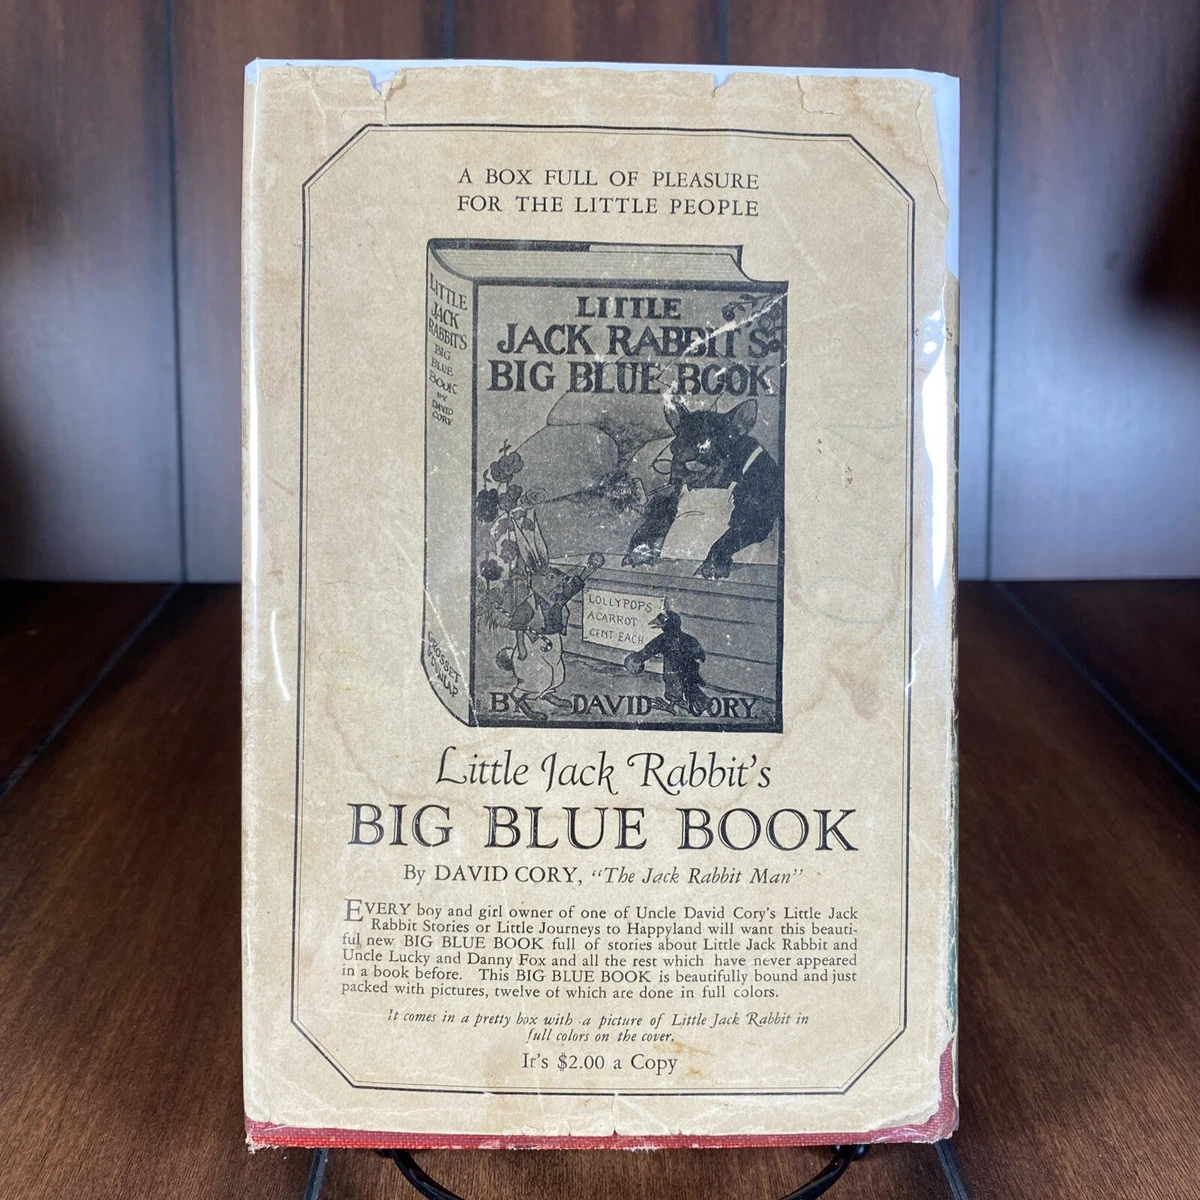 A BOX FULL OF PLEASURE
FOR THE LITTLE PEOPLE
LITTLE
JACK
RABBIT'S
BIG
BLUE
BOOK
BY
DAVID
CORY
GROSSET
& DUNLAP
LITTLE
JACK RABBIT'S
BIG BLUE BOOK
LOLLYPOPS
A CARROT
CENT EACH
BY DAVID CORY
Little Jack Rabbit's
BIG BLUE BOOK
By DAVID CORY, "The Jack Rabbit Man"
EVERY boy and girl owner of one of Uncle David Cory's Little Jack
Rabbit Stories or Little Journeys to Happyland will want this beauti-
ful new BIG BLUE BOOK full of stories about Little Jack Rabbit and
Uncle Lucky and Danny Fox and all the rest which have never appeared
in a book before. This BIG BLUE BOOK is beautifully bound and just
packed with pictures, twelve of which are done in full colors.
It comes in a pretty box with a picture of Little Jack Rabbit in
full colors on the cover.
It's $2.00 a Copy